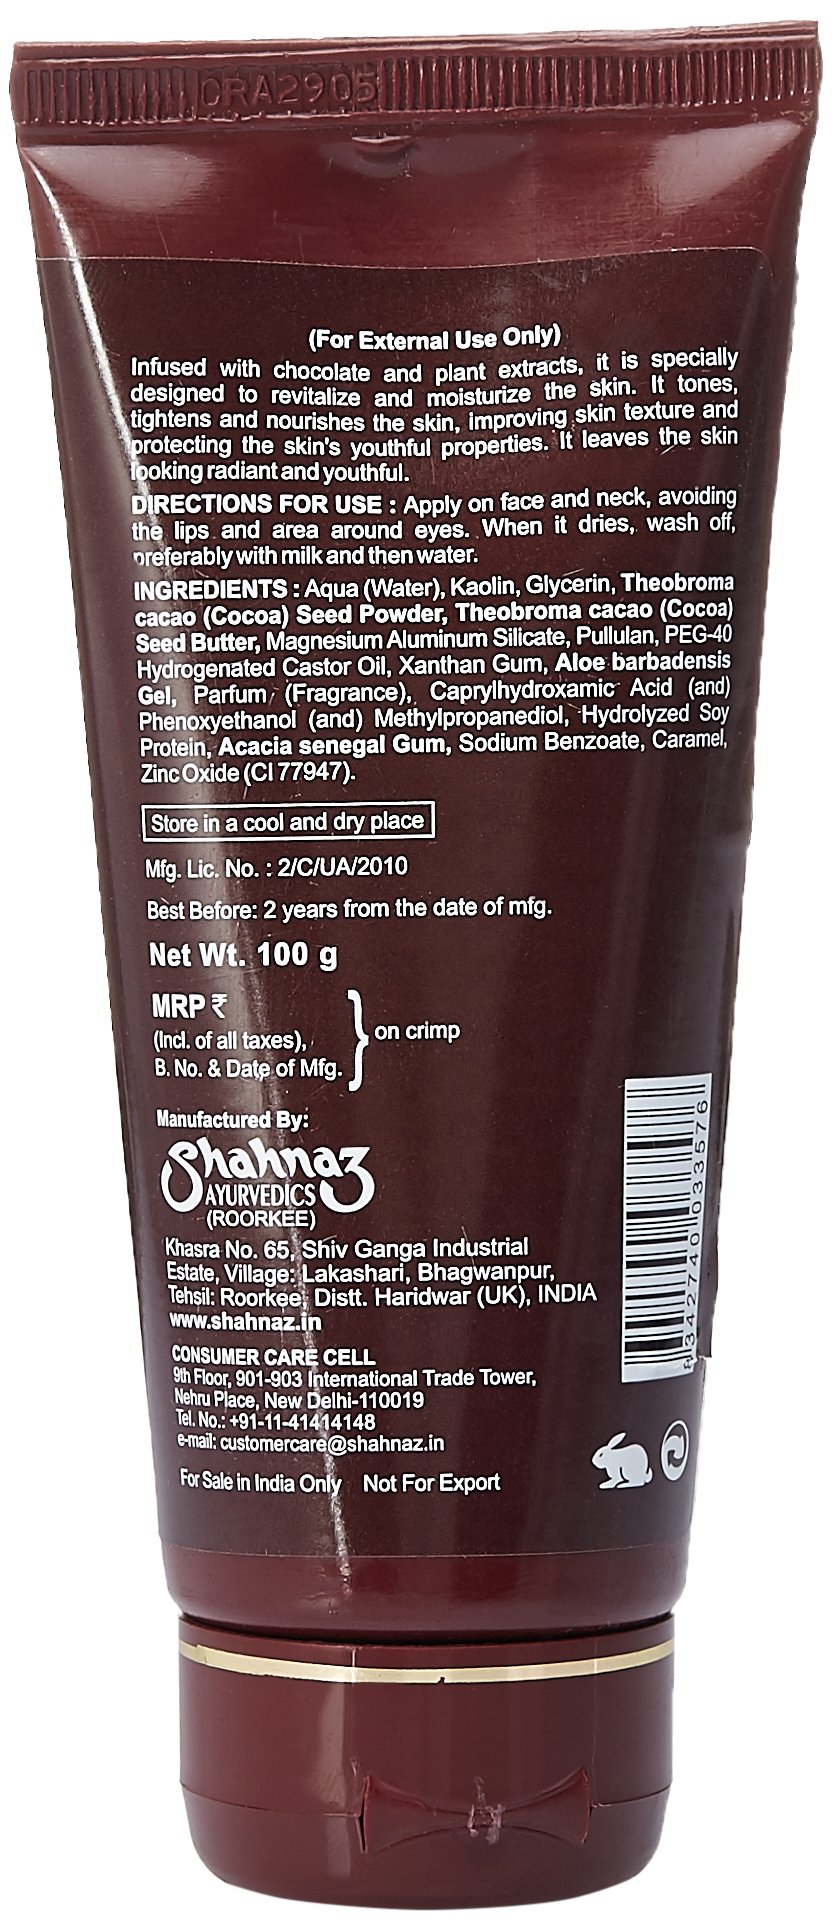 CRA2905
(For External Use Only)
Infused with chocolate and plant extracts, it is specially
designed to revitalize and moisturize the skin. It tones,
tightens and nourishes the skin, improving skin texture and
protecting the skin's youthful properties. It leaves the skin
looking radiant and youthful.
DIRECTIONS FOR USE : Apply on face and neck, avoiding
the lips and area around eyes. When it dries, wash off,
preferably with milk and then water.
INGREDIENTS : Aqua (Water), Kaolin, Glycerin, Theobroma
cacao (Cocoa) Seed Powder, Theobroma cacao (Cocoa)
Seed Butter, Magnesium Aluminum Silicate, Pullulan, PEG-40
Hydrogenated Castor Oil, Xanthan Gum, Aloe barbadensis
Gel, Parfum (Fragrance), Caprylhydroxamic Acid (and)
Phenoxyethanol (and) Methylpropanediol, Hydrolyzed Soy
Protein, Acacia senegal Gum, Sodium Benzoate, Caramel,
Zinc Oxide (CI 77947).
Store in a cool and dry place
Mfg. Lic. No. : 2/C/UA/2010
Best Before: 2 years from the date of mfg.
Net Wt. 100 g
MRP ₹
(Incl. of all taxes),
B. No. & Date of Mfg.
on crimp
Manufactured By:
Shahnaz
AYURVEDICS
(ROORKEE)
Khasra No. 65, Shiv Ganga Industrial
Estate, Village: Lakashari, Bhagwanpur,
Tehsil: Roorkee, Distt. Haridwar (UK), INDIA
www.shahnaz.in
CONSUMER CARE CELL
9th Floor, 901-903 International Trade Tower,
Nehru Place, New Delhi-110019
Tel. No.: +91-11-41414148
e-mail: customercare@shahnaz.in
For Sale in India Only Not For Export
342740 033576